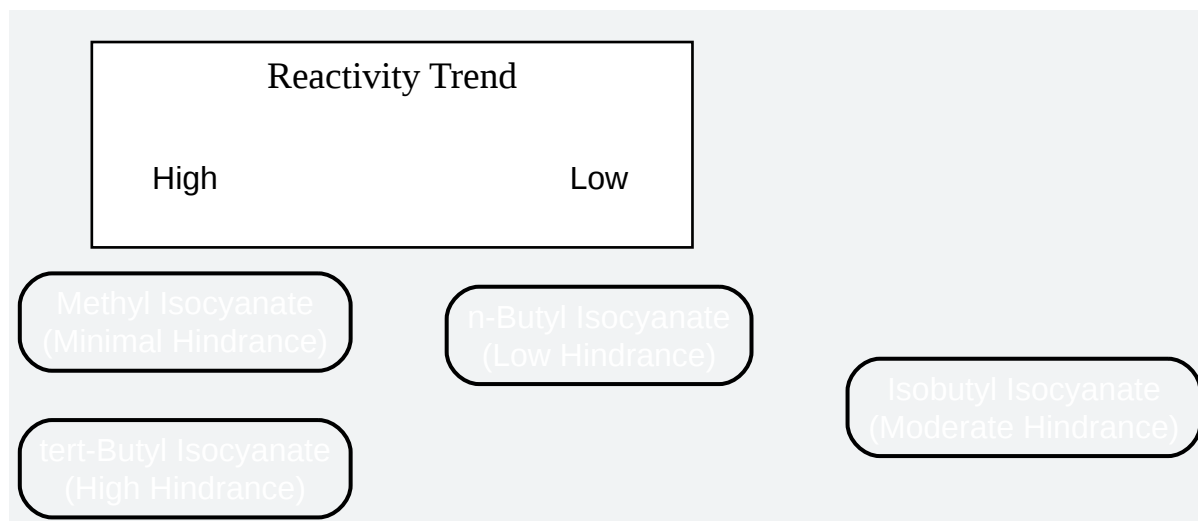 Reactivity Trend
High Low
Methyl Isocyanate
(Minimal Hindrance)
n-Butyl Isocyanate
(Low Hindrance)
Isobutyl Isocyanate
(Moderate Hindrance)
tert-Butyl Isocyanate
(High Hindrance)